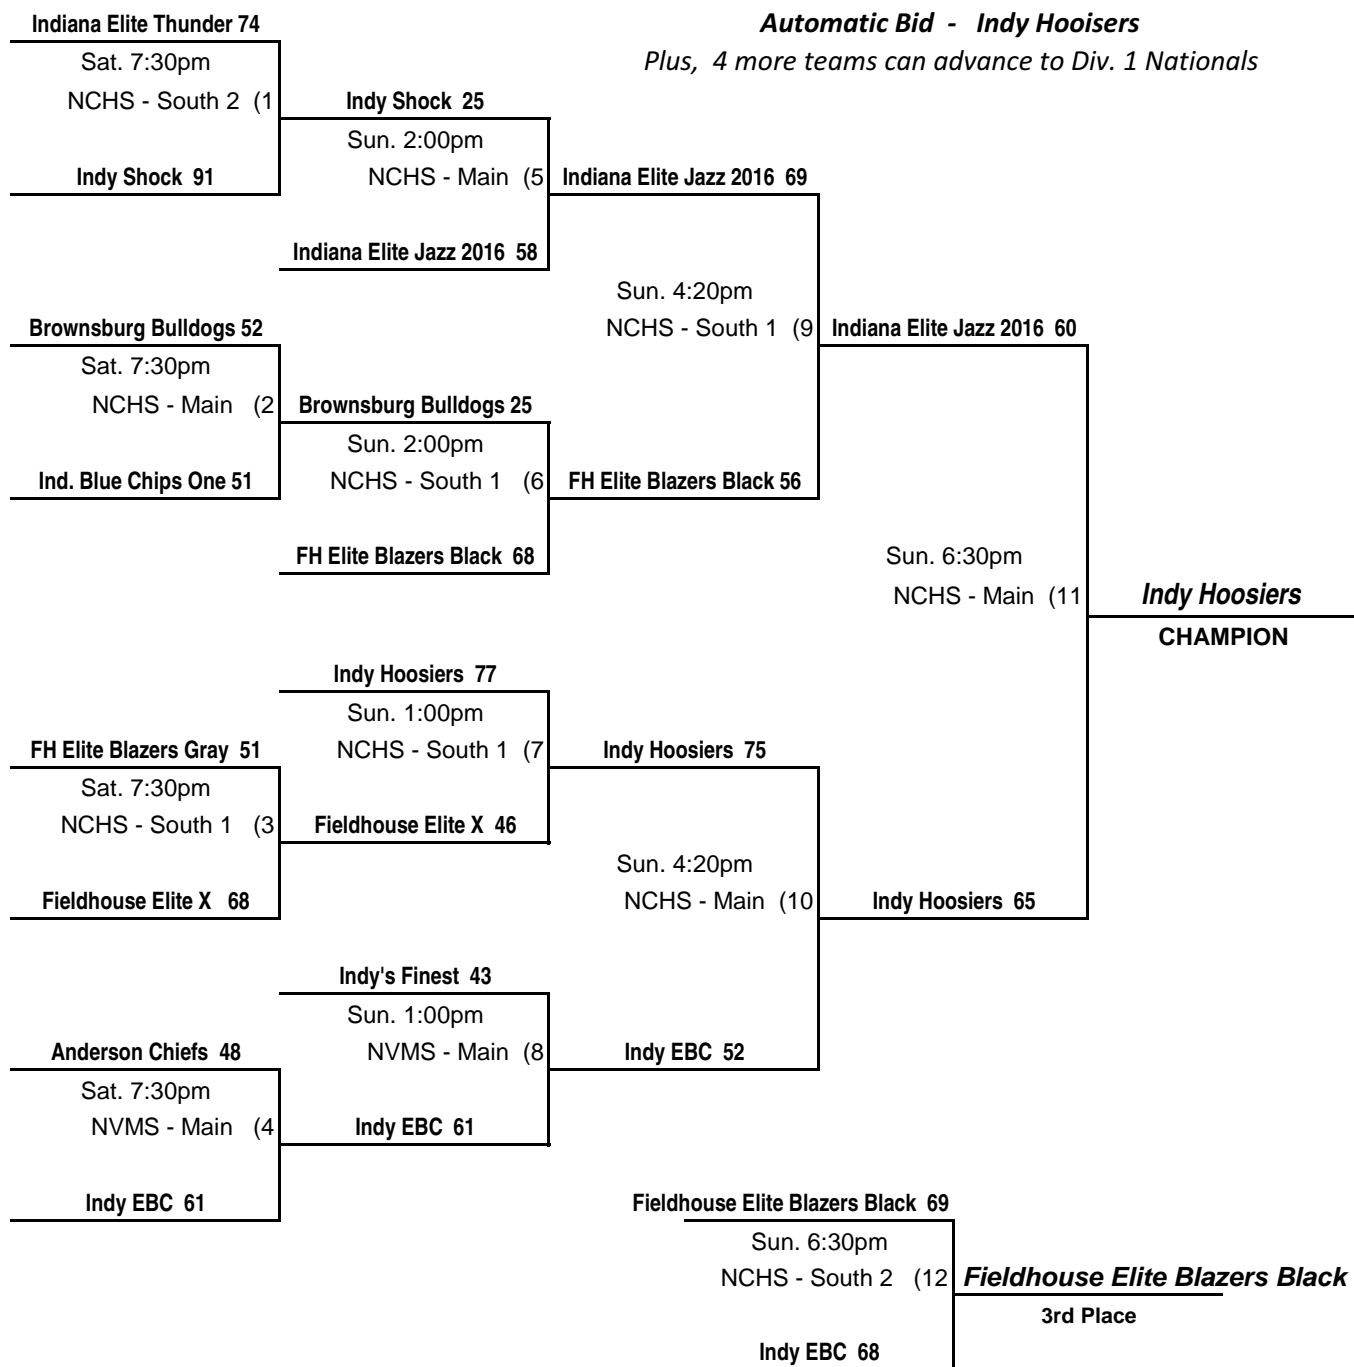 Indiana Elite Thunder 74
Automatic Bid - Indy Hooisers
Sat. 7:30pm
Plus, 4 more teams can advance to Div. 1 Nationals
NCHS - South 2 (1
Indy Shock 25
Sun. 2:00pm
Indy Shock 91
NCHS - Main (5
Indiana Elite Jazz 2016 69
Indiana Elite Jazz 2016 58
Sun. 4:20pm
Brownsburg Bulldogs 52
NCHS - South 1 (9
Indiana Elite Jazz 2016 60
Sat. 7:30pm
NCHS - Main (2
Brownsburg Bulldogs 25
Sun. 2:00pm
Ind. Blue Chips One 51
NCHS - South 1 (6
FH Elite Blazers Black 56
FH Elite Blazers Black 68
Sun. 6:30pm
NCHS - Main (11
Indy Hoosiers
CHAMPION
Indy Hoosiers 77
Sun. 1:00pm
FH Elite Blazers Gray 51
NCHS - South 1 (7
Indy Hoosiers 75
Sat. 7:30pm
NCHS - South 1 (3
Fieldhouse Elite X 46
Sun. 4:20pm
Fieldhouse Elite X 68
NCHS - Main (10
Indy Hoosiers 65
Indy's Finest 43
Sun. 1:00pm
Anderson Chiefs 48
NVMS - Main (8
Indy EBC 52
Sat. 7:30pm
NVMS - Main (4
Indy EBC 61
Indy EBC 61
Fieldhouse Elite Blazers Black 69
Sun. 6:30pm
NCHS - South 2 (12
Fieldhouse Elite Blazers Black
3rd Place
Indy EBC 68